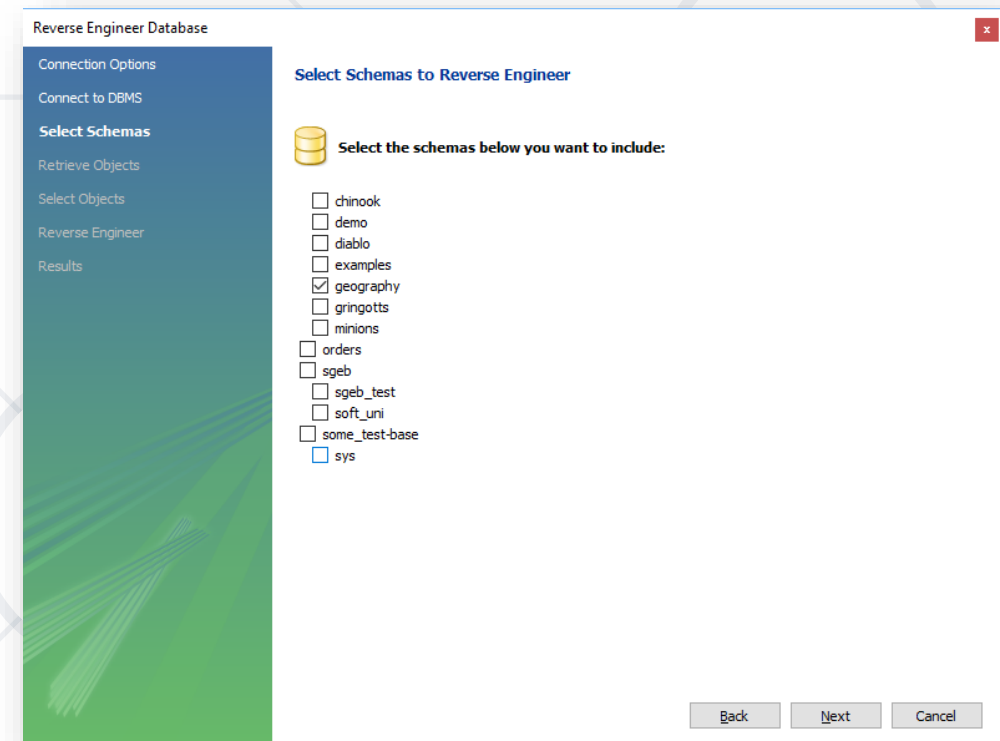 Reverse Engineer Database
x
Connection Options
Connect to DBMS
Select Schemas
Retrieve Objects
Select Objects
Reverse Engineer
Results
Select Schemas to Reverse Engineer
Select the schemas below you want to include:
chinook
demo
diablo
examples
geography
gringotts
minions
orders
sgeb
sgeb_test
soft_uni
some_test-base
sys
Back Next Cancel